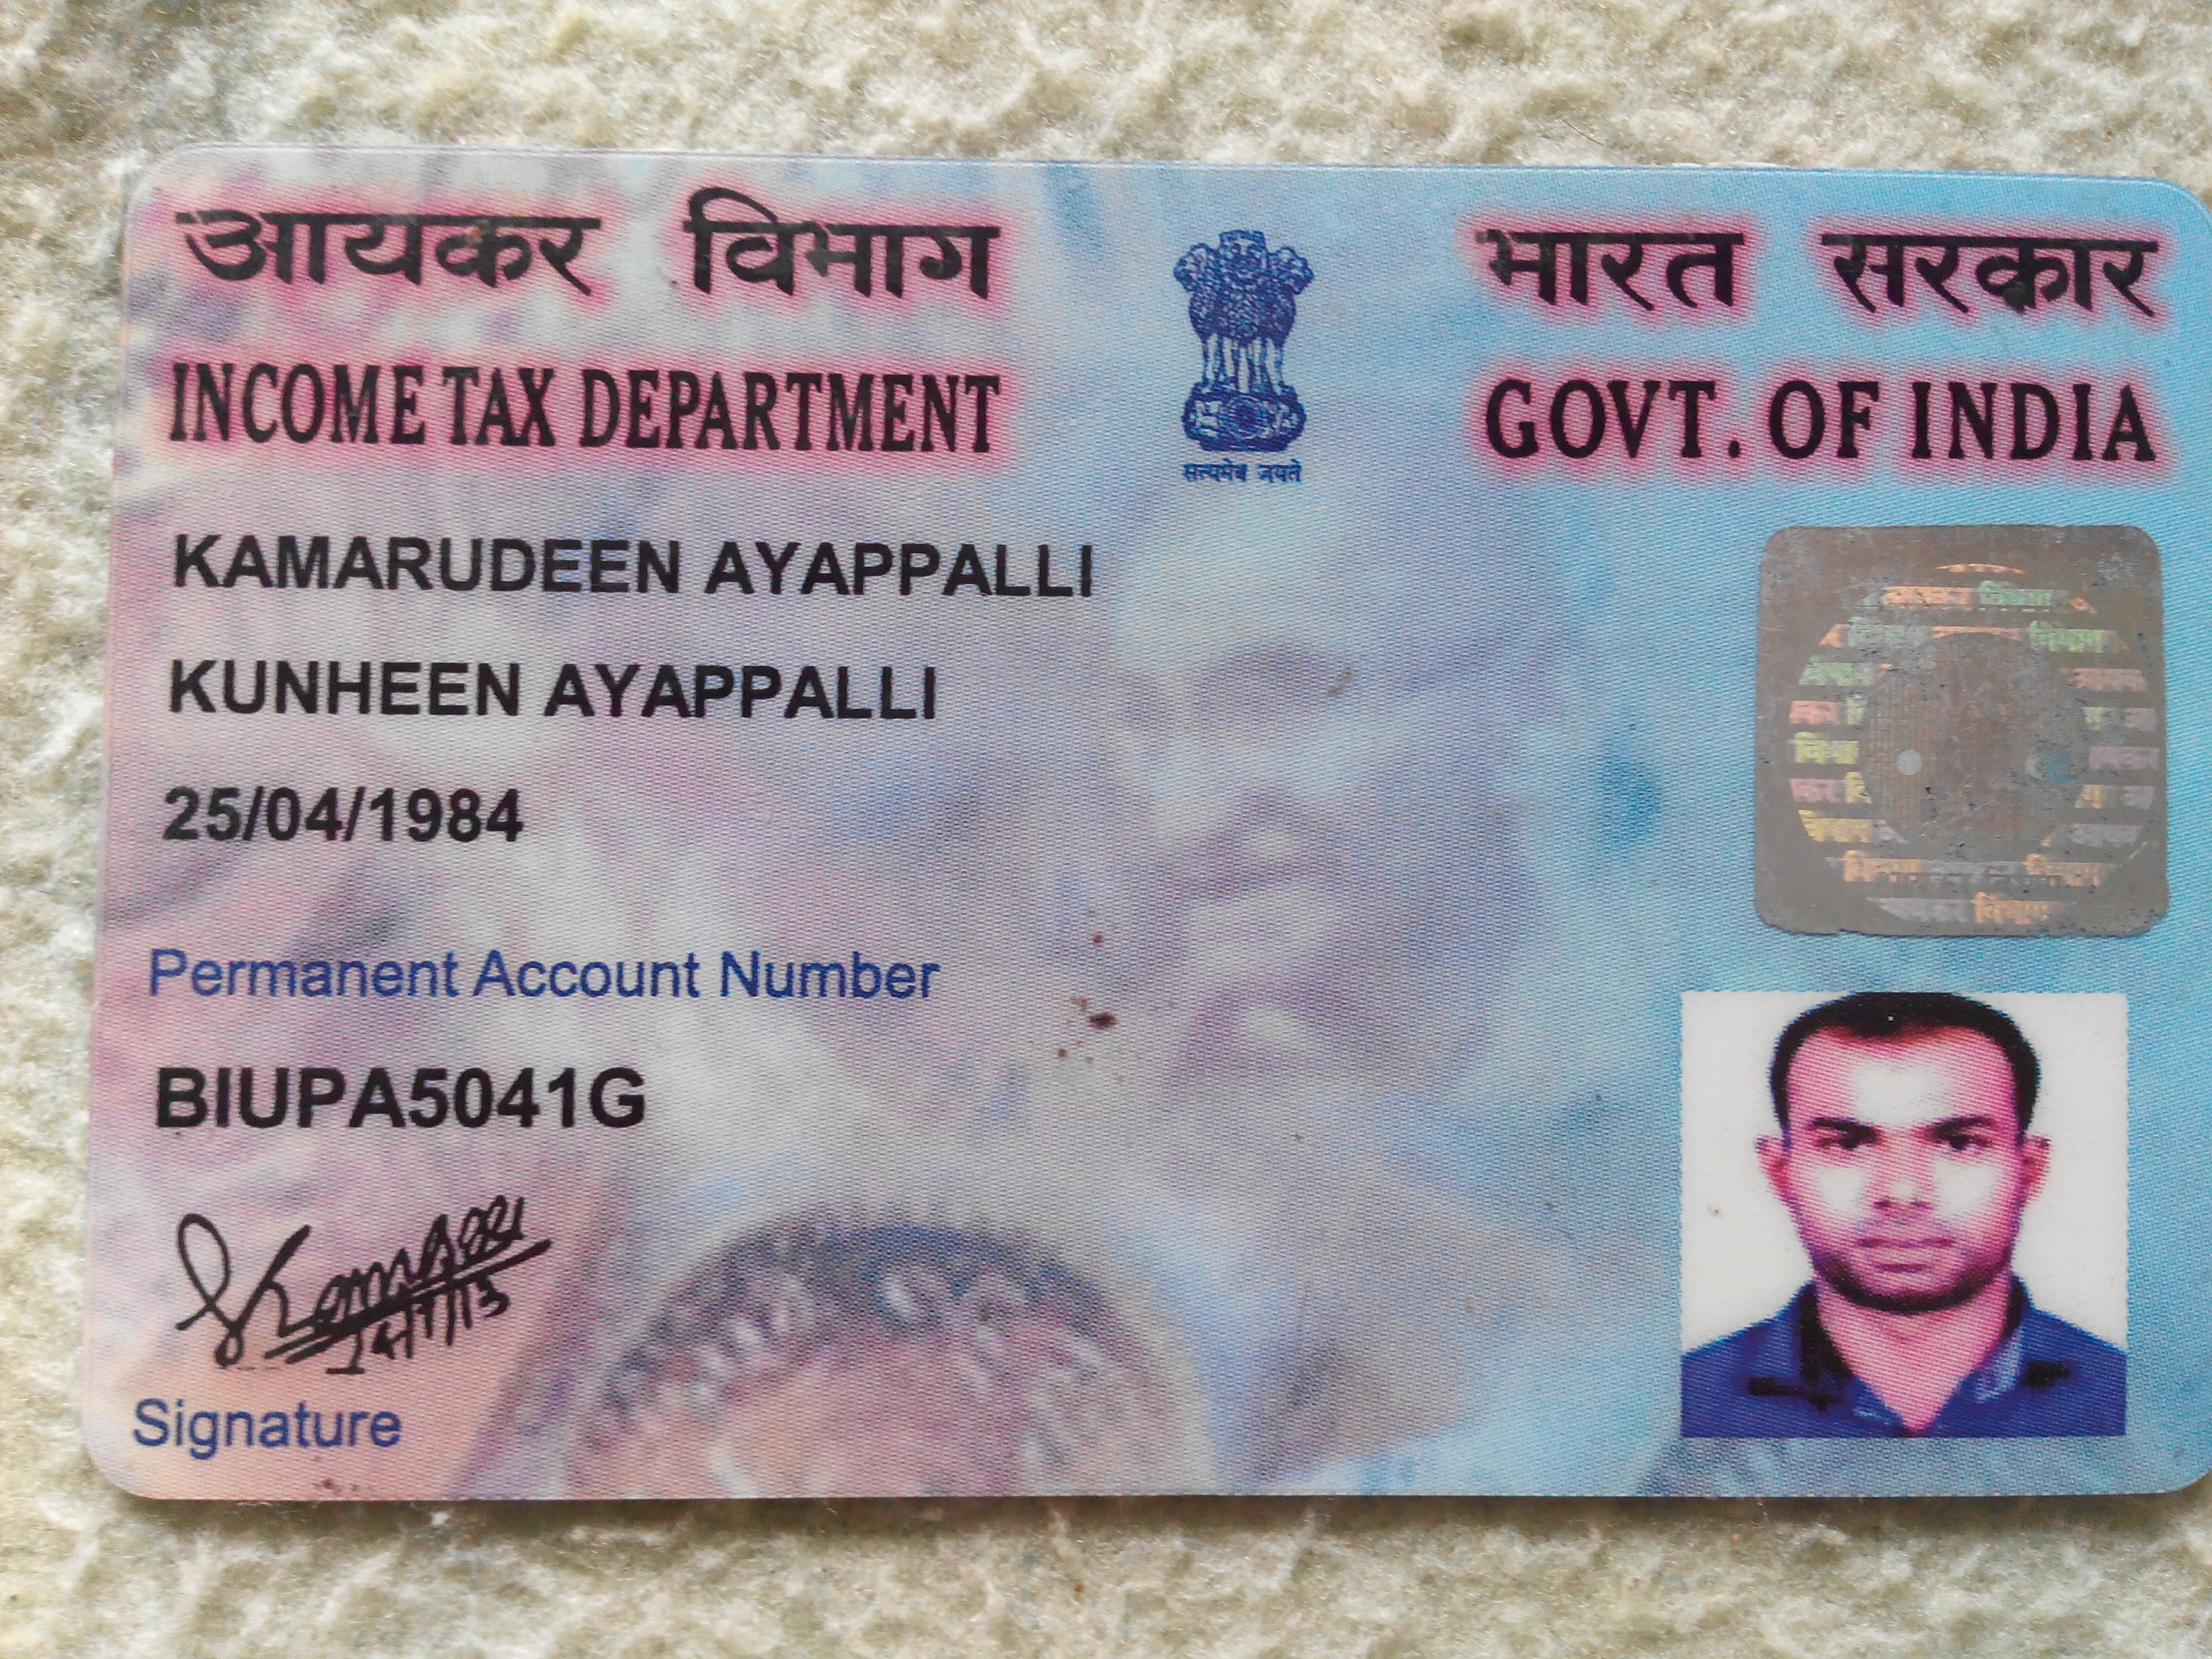 आयकर विभाग
INCOME TAX DEPARTMENT
सत्यमेव जयते
भारत सरकार
GOVT. OF INDIA
KAMARUDEEN AYAPPALLI
KUNHEEN AYAPPALLI
25/04/1984
Permanent Account Number
BIUPA5041G
Signature